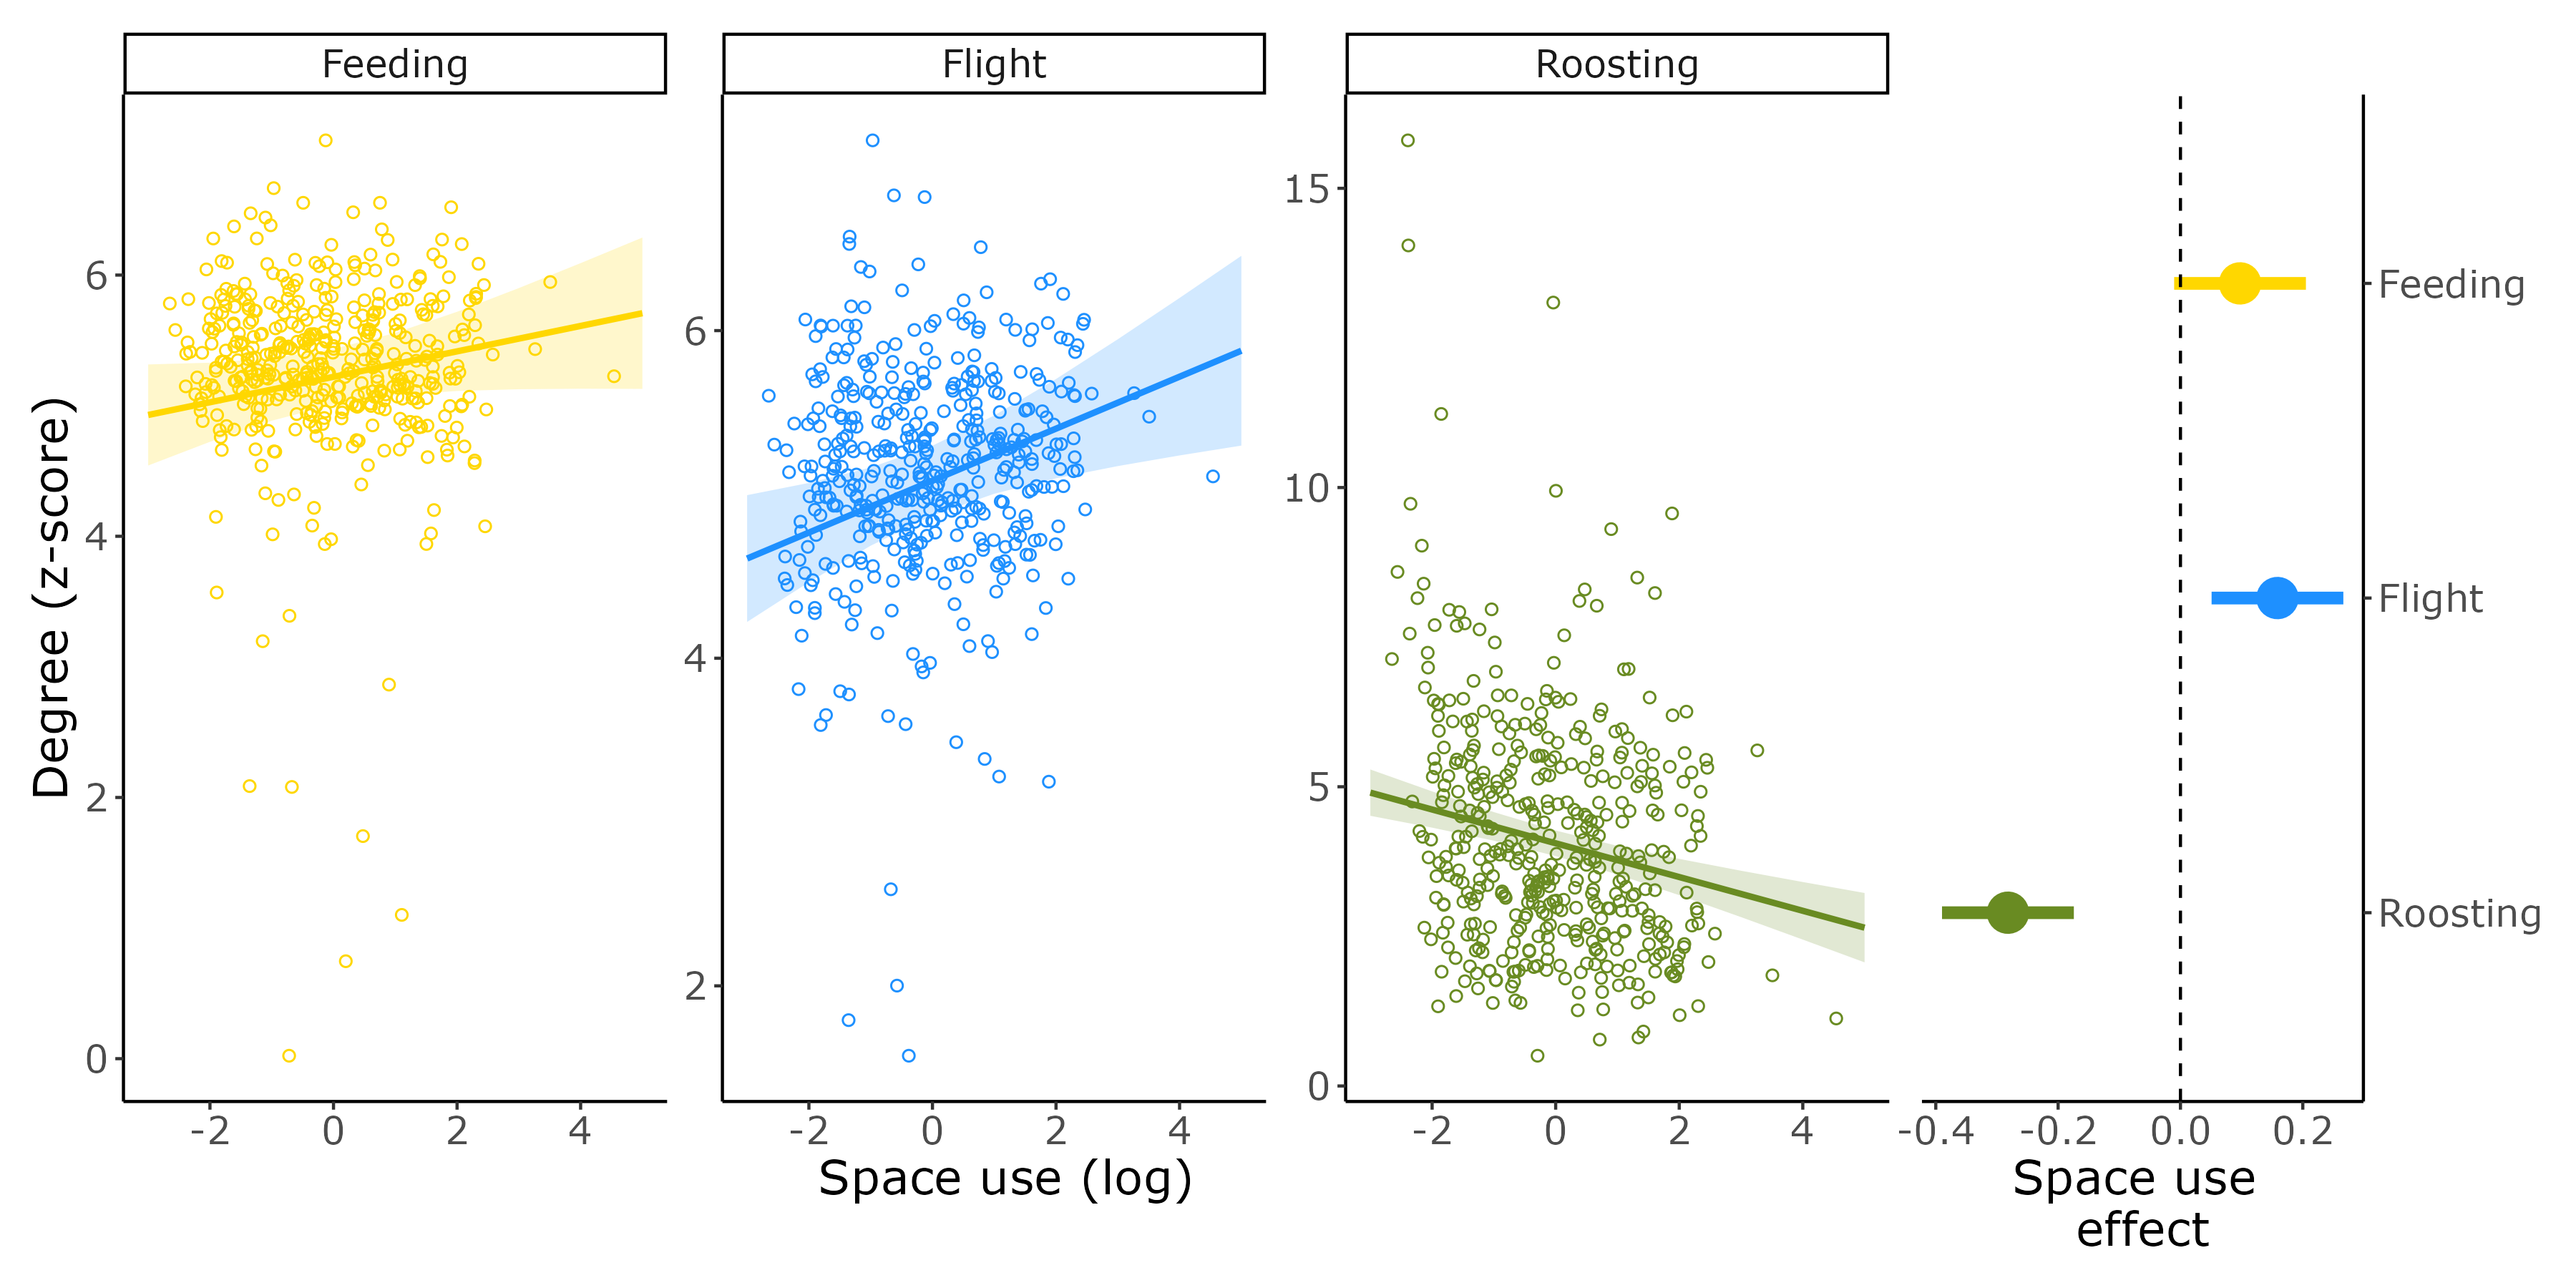 Feeding
Flight
Roosting
Degree (z-score)
6
4
2
0
6
4
2
15
10
5
0
Feeding
Flight
Roosting
-2 0 2 4
-2 0 2 4
-2 0 2 4
-0.4 -0.2 0.0 0.2
Space use (log)
Space use
effect